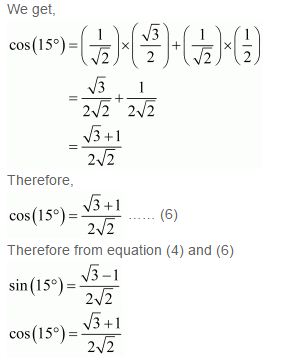 We get,
cos(15°)=(1/√2)×(√3/2)+(1/√2)×(1/2)
=√3/2√2+1/2√2
=√3+1/2√2
Therefore,
cos(15°)=√3+1/2√2 …… (6)
Therefore from equation (4) and (6)
sin(15°)=√3−1/2√2
cos(15°)=√3+1/2√2